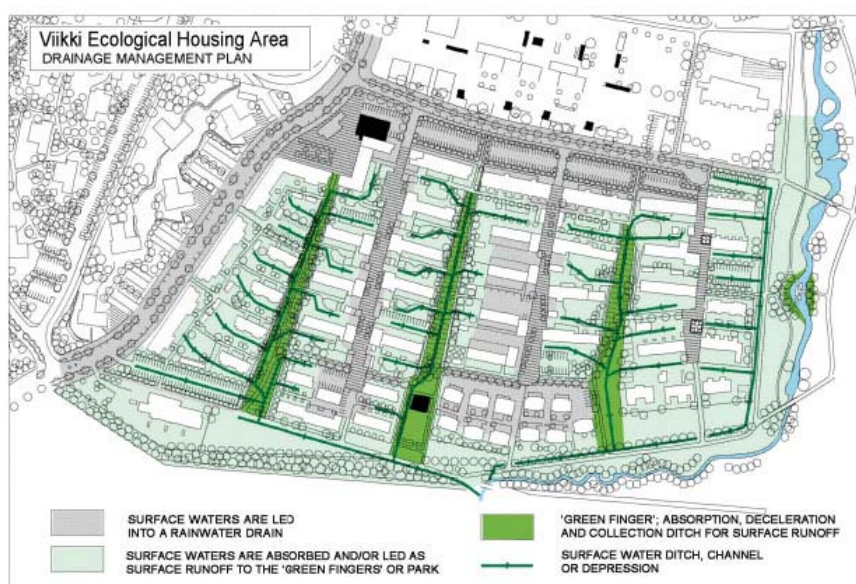 Viikki Ecological Housing Area
DRAINAGE MANAGEMENT PLAN
SURFACE WATERS ARE LED
INTO A RAINWATER DRAIN
SURFACE WATERS ARE ABSORBED AND/OR LED AS
SURFACE RUNOFF TO THE 'GREEN FINGERS' OR PARK
'GREEN FINGER'; ABSORPTION, DECELERATION
AND COLLECTION DITCH FOR SURFACE RUNOFF
SURFACE WATER DITCH, CHANNEL
OR DEPRESSION